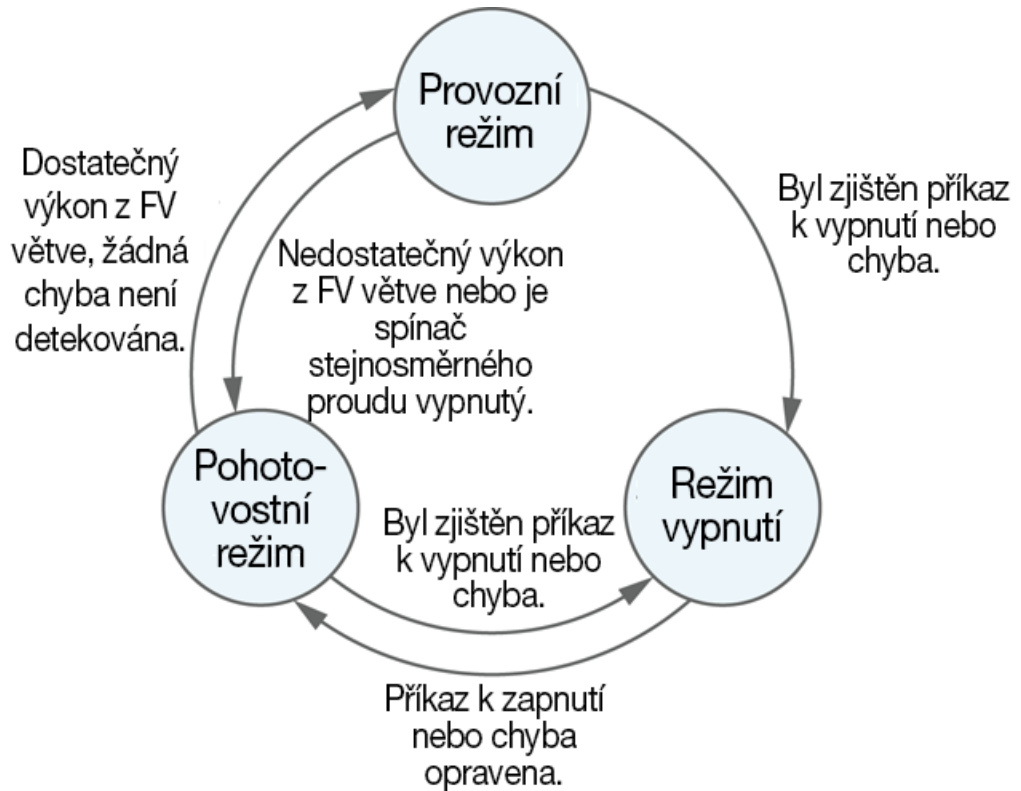 Provozní
režim
Dostatečný
výkon z FV
větve, žádná
chyba není
detekována.
Nedostatečný výkon
z FV větve nebo je
spínač
stejnosměrného
proudu vypnutý.
Byl zjištěn příkaz
k vypnutí nebo
chyba.
Pohoto-
vostní
režim
Byl zjištěn příkaz
k vypnutí nebo
chyba.
Režim
vypnutí
Příkaz k zapnutí
nebo chyba
opravena.